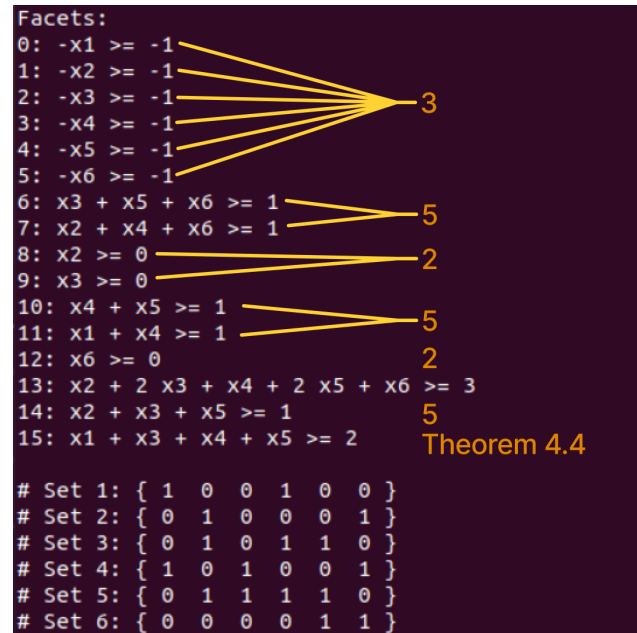 Facets:
0: -x1 >= -1
1: -x2 >= -1
2: -x3 >= -1
3: -x4 >= -1
4: -x5 >= -1
5: -x6 >= -1
3
6: x3 + x5 + x6 >= 1
7: x2 + x4 + x6 >= 1
5
8: x2 >= 0
9: x3 >= 0
2
10: x4 + x5 >= 1
11: x1 + x4 >= 1
5
12: x6 >= 0 2
13: x2 + 2 x3 + x4 + 2 x5 + x6 >= 3
14: x2 + x3 + x5 >= 1 5
15: x1 + x3 + x4 + x5 >= 2 Theorem 4.4
# Set 1: { 1 0 0 1 0 0 }
# Set 2: { 0 1 0 0 0 1 }
# Set 3: { 0 1 0 1 1 0 }
# Set 4: { 1 0 1 0 0 1 }
# Set 5: { 0 1 1 1 1 0 }
# Set 6: { 0 0 0 0 1 1 }